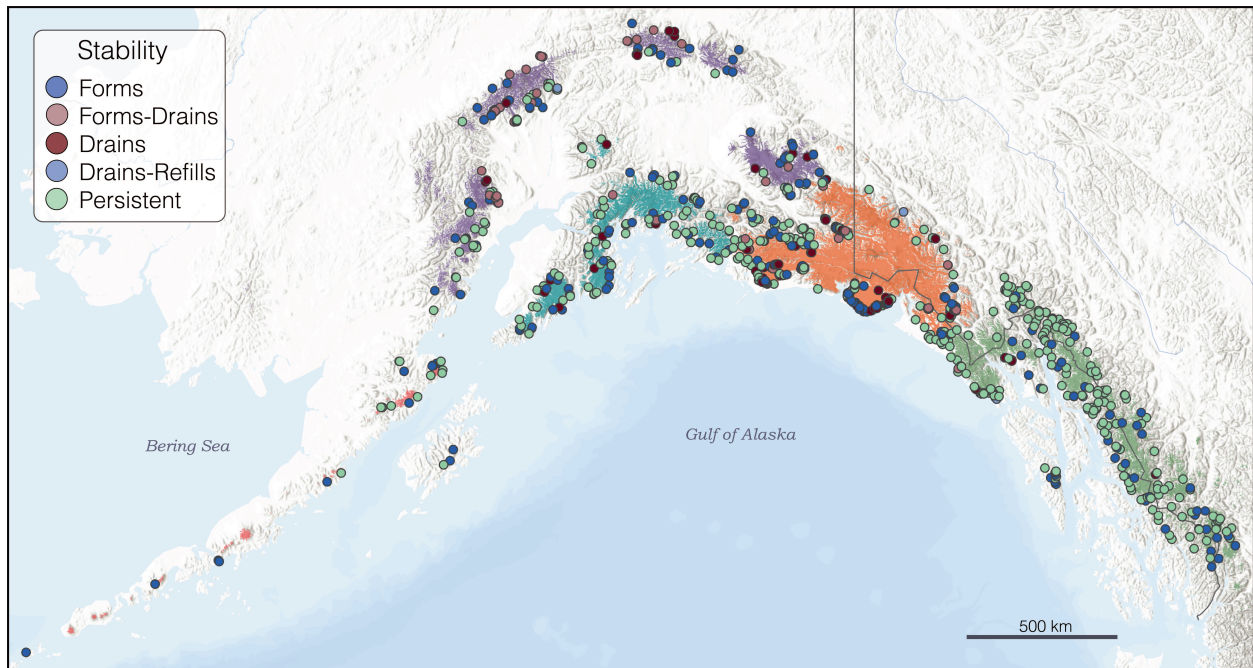 Stability
Forms
Forms-Drains
Drains
Drains-Refills
Persistent
Bering Sea
Gulf of Alaska
500 km